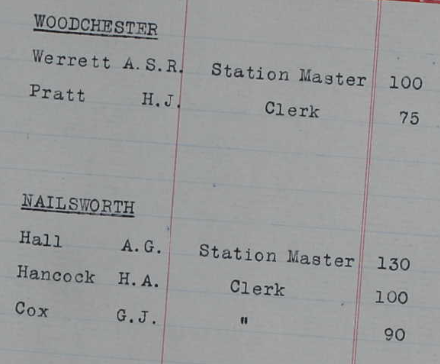 WOODCHESTER
Werrett A.S.R. Station Master 100
Pratt H.J. Clerk 75
NAILSWORTH
Hall A.G. Station Master 130
Hancock H.A. Clerk 100
Cox G.J. " 90